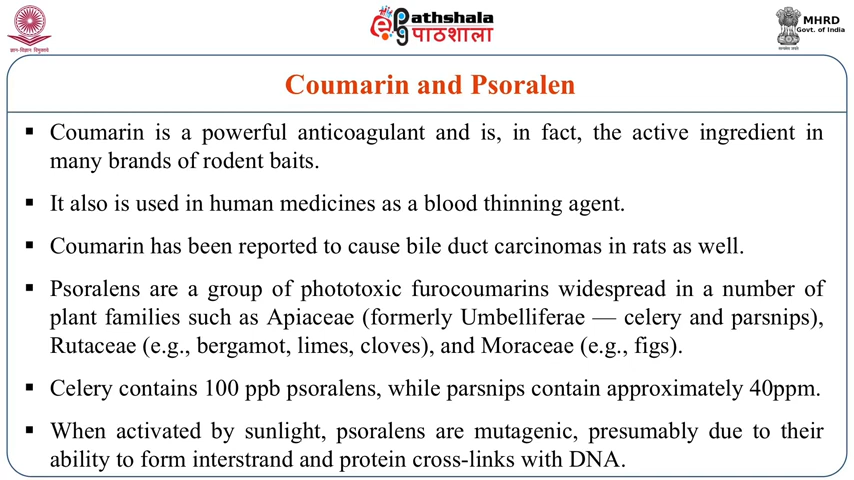 ज्ञान-विज्ञान विमुक्तये
ePathshala
पाठशाला
MHRD
Govt. of India
Coumarin and Psoralen
▪ Coumarin is a powerful anticoagulant and is, in fact, the active ingredient in
many brands of rodent baits.
▪ It also is used in human medicines as a blood thinning agent.
▪ Coumarin has been reported to cause bile duct carcinomas in rats as well.
▪ Psoralens are a group of phototoxic furocoumarins widespread in a number of
plant families such as Apiaceae (formerly Umbelliferae — celery and parsnips),
Rutaceae (e.g., bergamot, limes, cloves), and Moraceae (e.g., figs).
▪ Celery contains 100 ppb psoralens, while parsnips contain approximately 40ppm.
▪ When activated by sunlight, psoralens are mutagenic, presumably due to their
ability to form interstrand and protein cross-links with DNA.